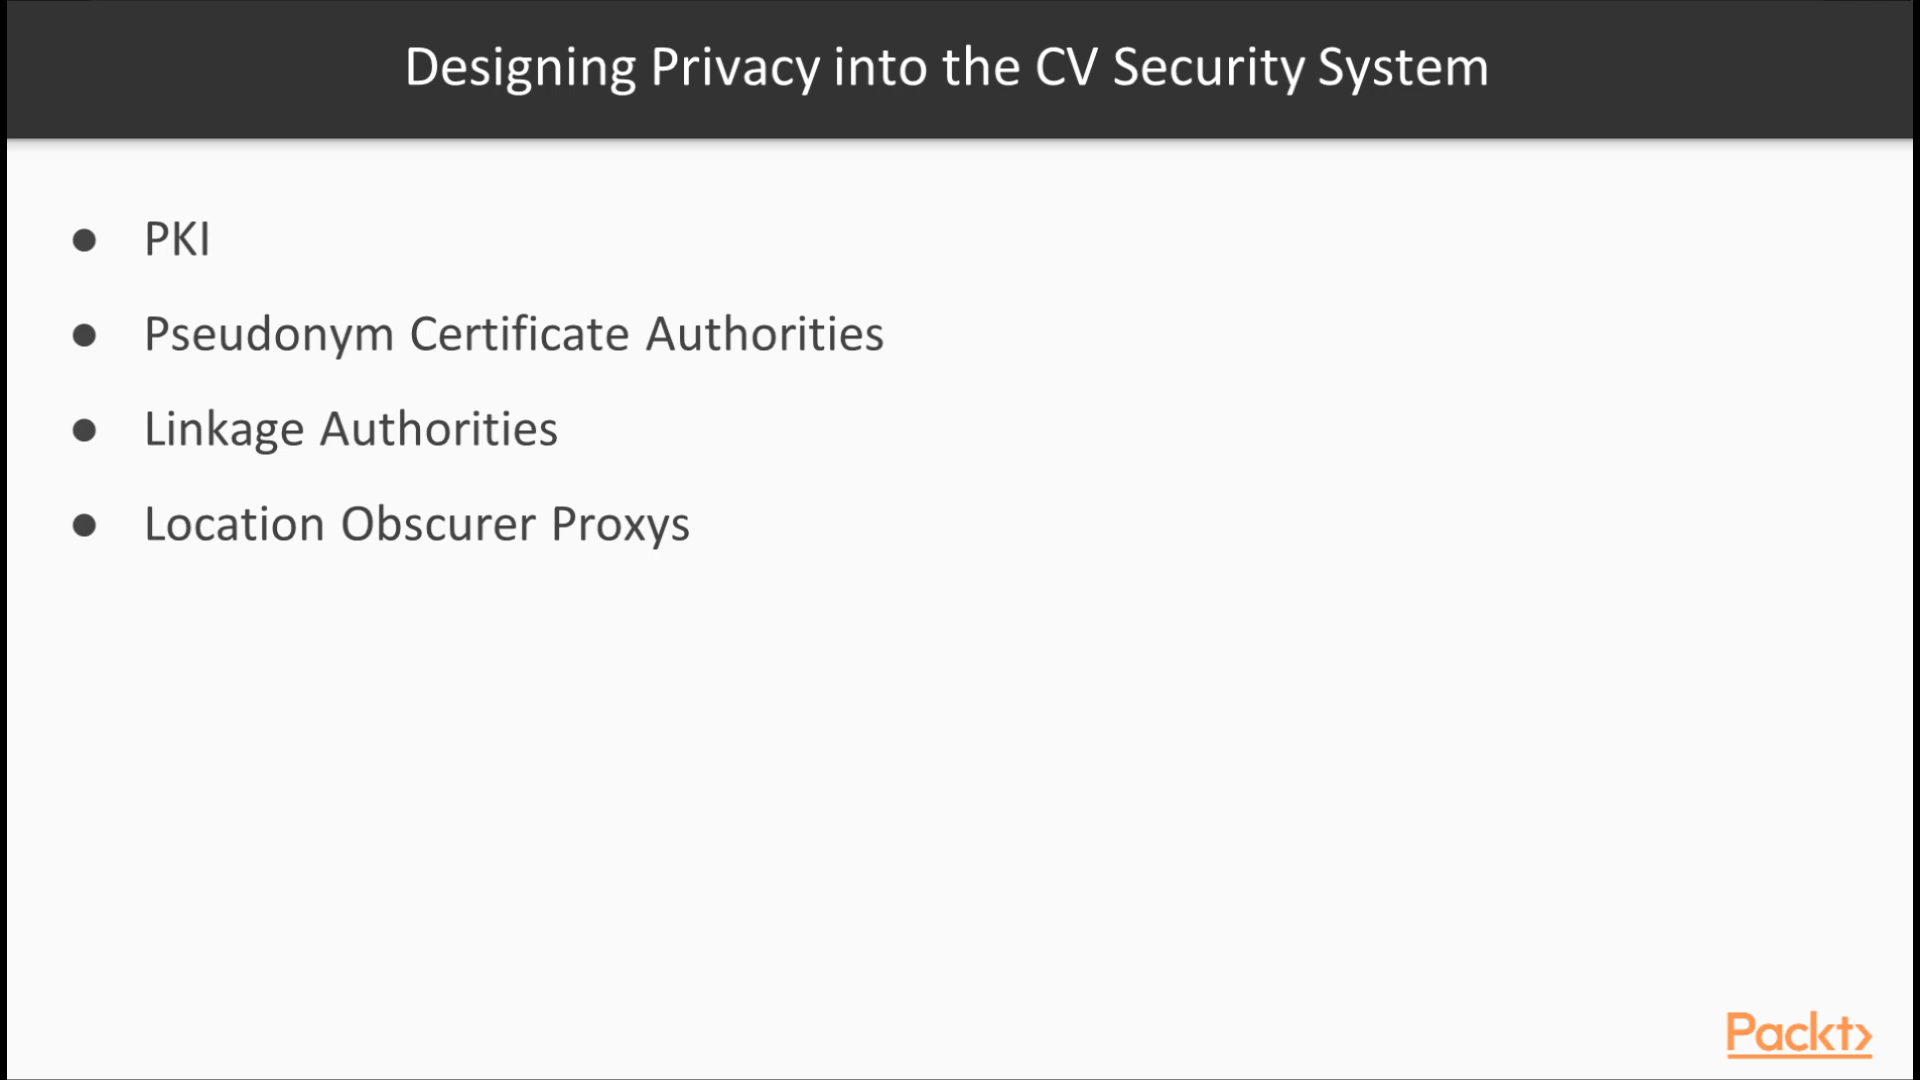 Designing Privacy into the CV Security System
● PKI
● Pseudonym Certificate Authorities
● Linkage Authorities
● Location Obscurer Proxys
Packt>